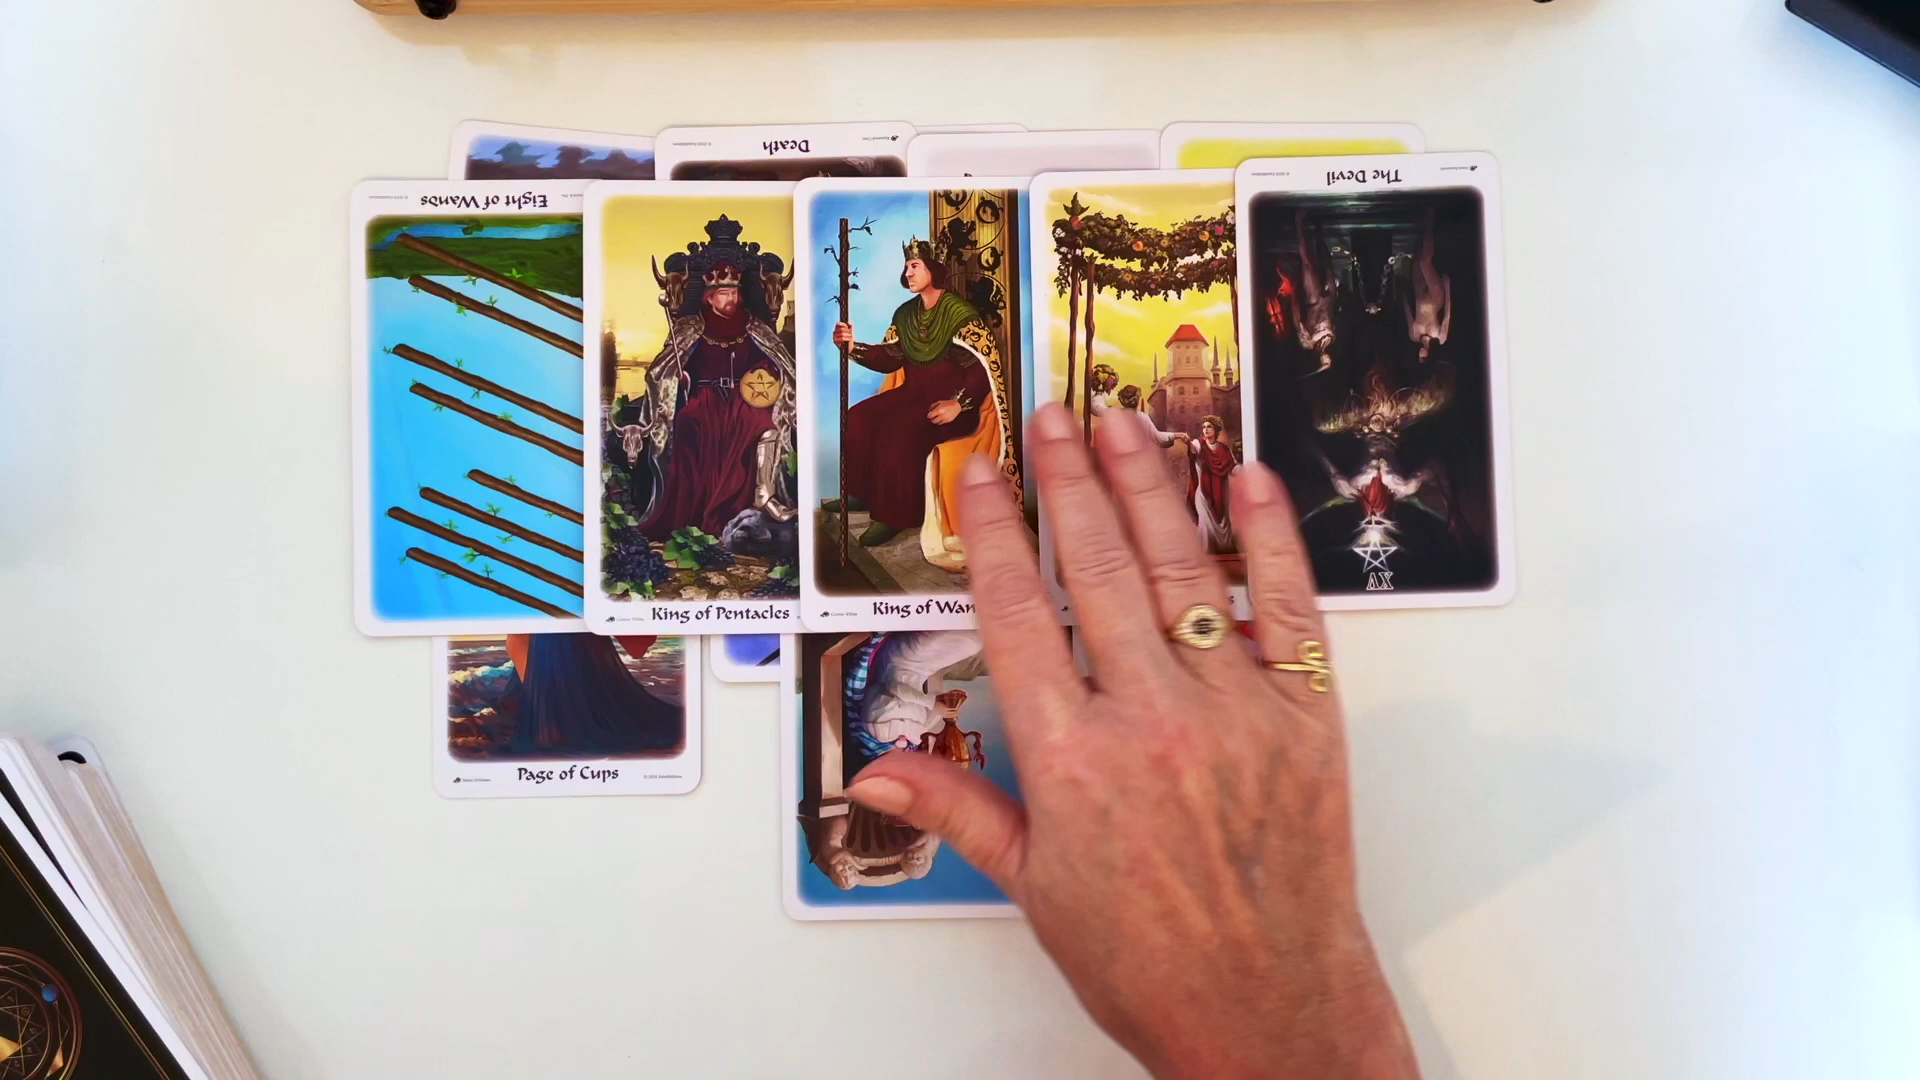 Death
Eight of Wands
The Devil
XV
King of Pentacles
King of Wan
s
Page of Cups